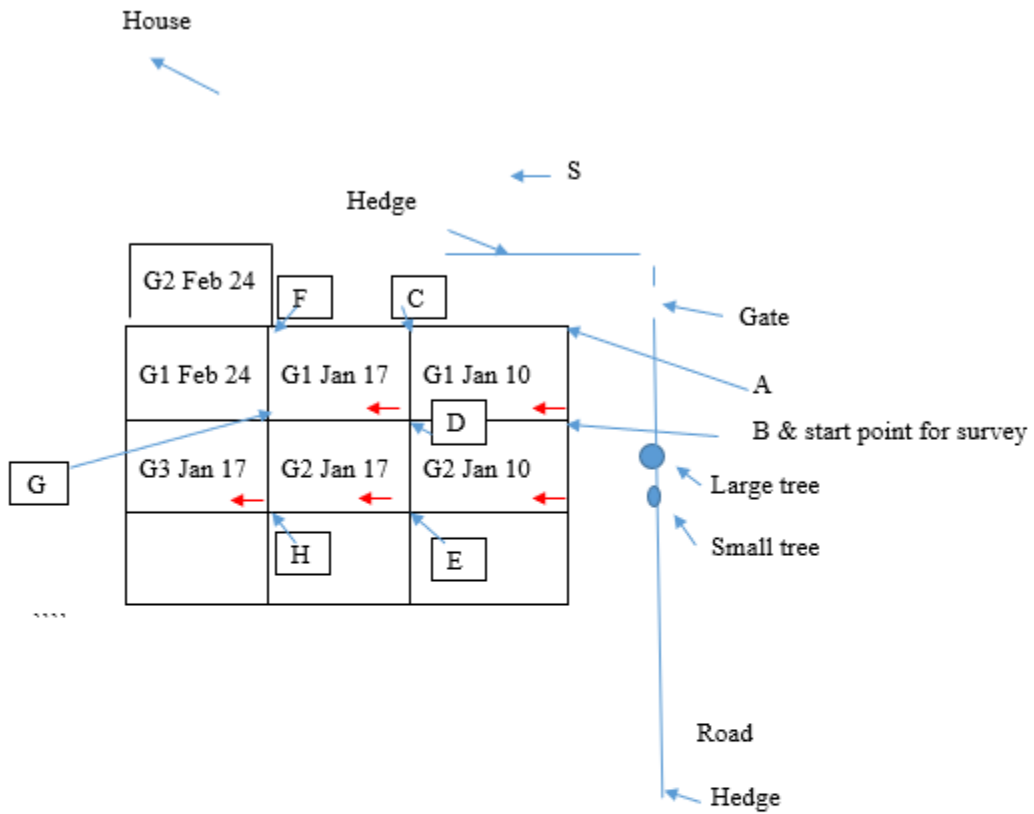 House
S
Hedge
G2 Feb 24
F
C
Gate
G1 Feb 24
G1 Jan 17
G1 Jan 10
A
D
B & start point for survey
G3 Jan 17
G2 Jan 17
G2 Jan 10
G
Large tree
Small tree
H
E
````
Road
Hedge